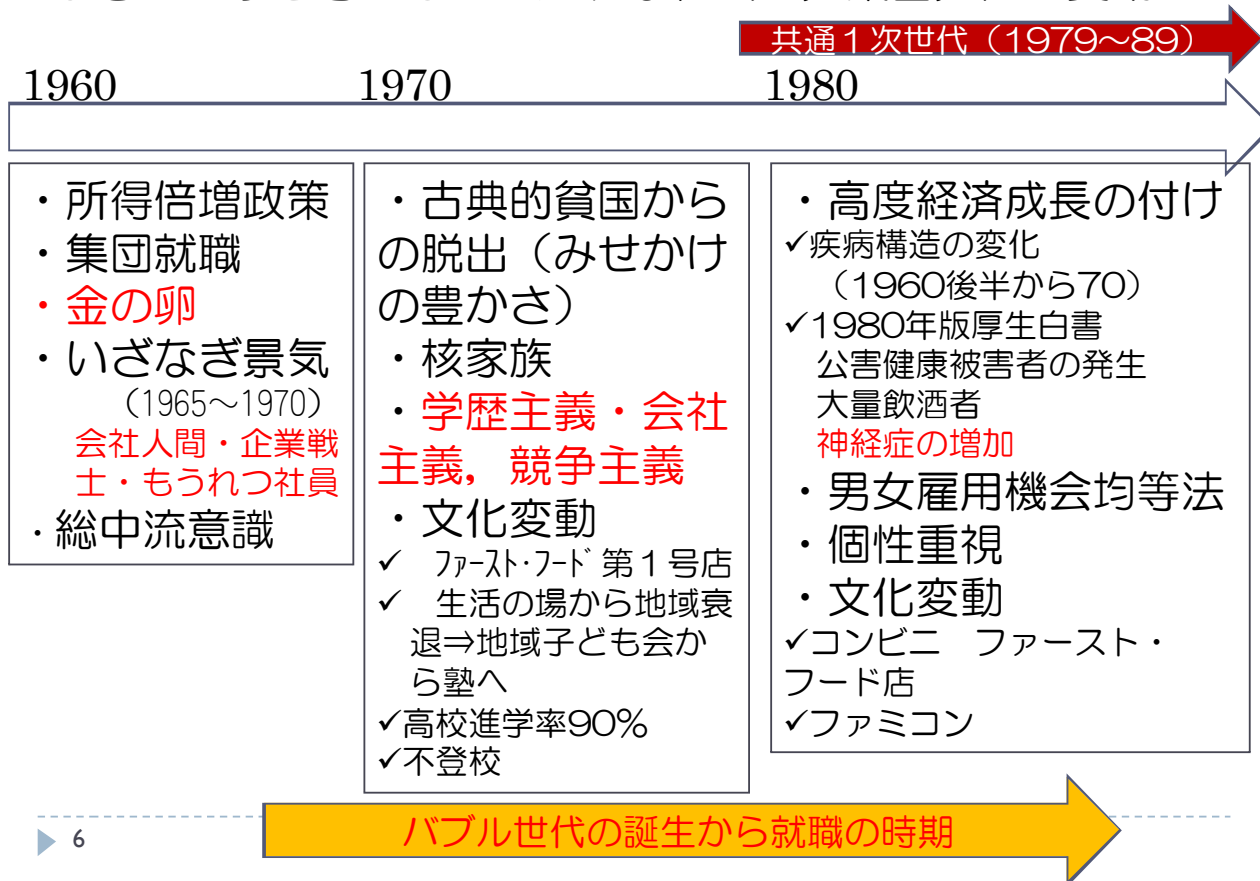 共通１次世代（1979～89）
1960
1970
1980
・所得倍増政策
・集団就職
・金の卵
・いざなぎ景気
（1965～1970）
会社人間・企業戦
士・もうれつ社員
・総中流意識
・古典的貧国から
の脱出（みせかけ
の豊かさ）
・核家族
・学歴主義・会社
主義，競争主義
・文化変動
✓ ﾌｧｰｽﾄ･ﾌｰﾄﾞ第１号店
✓ 生活の場から地域衰
退⇒地域子ども会か
ら塾へ
✓高校進学率90%
✓不登校
・高度経済成長の付け
✓疾病構造の変化
（1960後半から70）
✓1980年版厚生白書
公害健康被害者の発生
大量飲酒者
神経症の増加
・男女雇用機会均等法
・個性重視
・文化変動
✓コンビニ　ファースト・
フード店
✓ファミコン
バブル世代の誕生から就職の時期
6